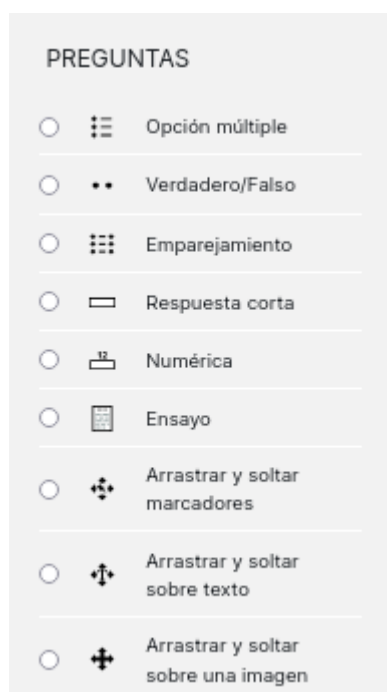 PREGUNTAS
Opción múltiple
Verdadero/Falso
Emparejamiento
Respuesta corta
12
Numérica
Ensayo
Arrastrar y soltar
marcadores
Arrastrar y soltar
sobre texto
Arrastrar y soltar
sobre una imagen